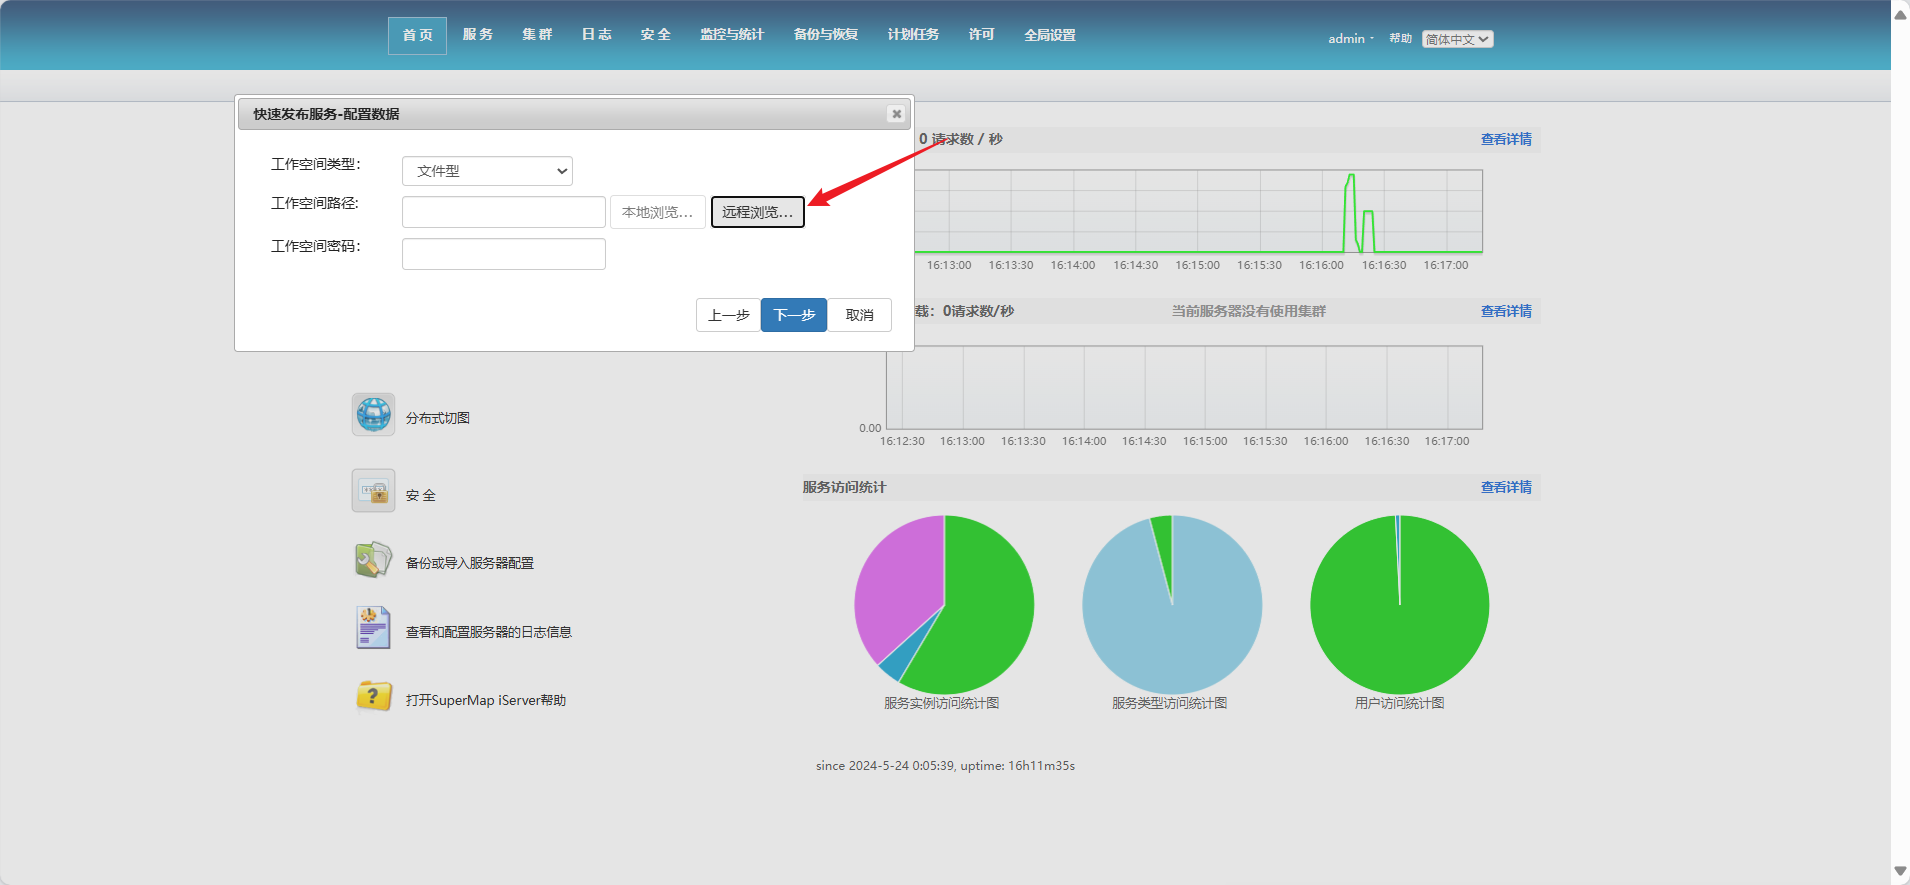 首 页
服 务
集 群
日 志
安 全
监控与统计
备份与恢复
计划任务
许可
全局设置
admin
帮助
简体中文
快速发布服务-配置数据
工作空间类型：
文件型
工作空间路径:
本地浏览...
远程浏览...
工作空间密码：
上一步
下一步
取消
0 请求数 / 秒
查看详情
16:13:00
16:13:30
16:14:00
16:14:30
16:15:00
16:15:30
16:16:00
16:16:30
16:17:00
载：0请求数/秒
当前服务器没有使用集群
查看详情
0.00
16:12:30
16:13:00
16:13:30
16:14:00
16:14:30
16:15:00
16:15:30
16:16:00
16:16:30
16:17:00
分布式切图
安 全
备份或导入服务器配置
查看和配置服务器的日志信息
打开SuperMap iServer帮助
服务访问统计
查看详情
服务实例访问统计图
服务类型访问统计图
用户访问统计图
since 2024-5-24 0:05:39, uptime: 16h11m35s